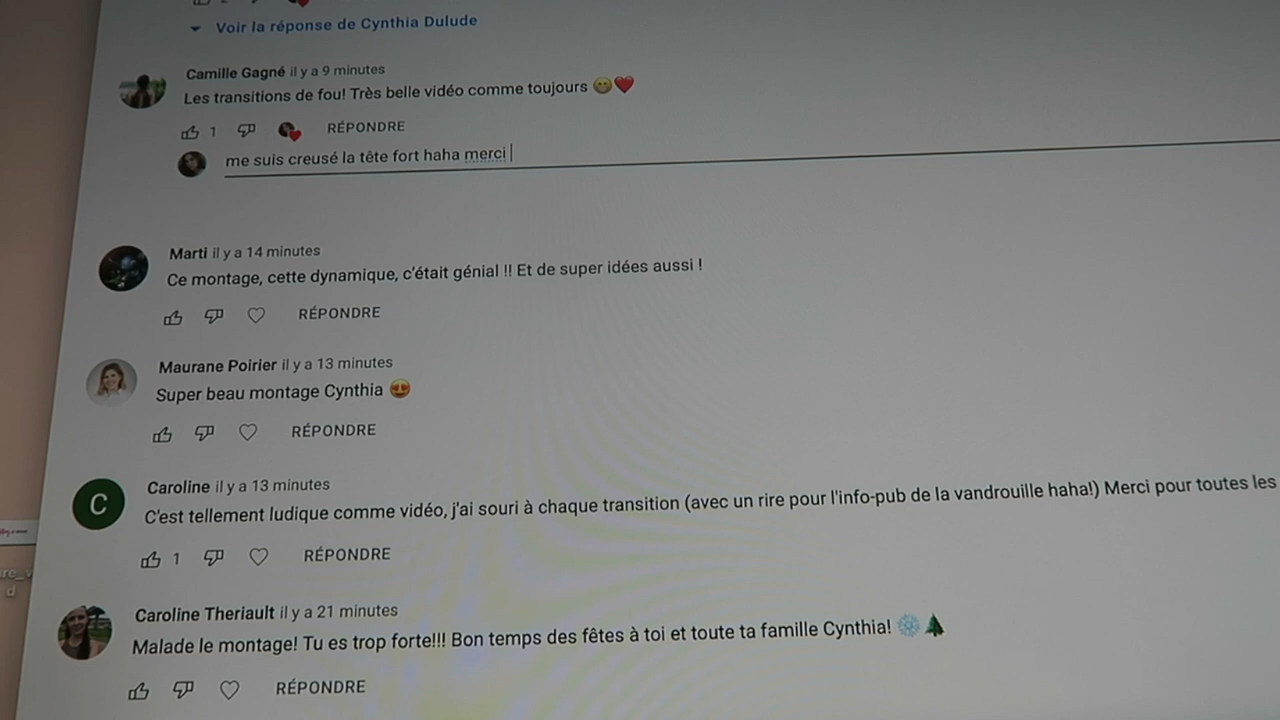 Voir la réponse de Cynthia Dulude
Camille Gagné il y a 9 minutes
Les transitions de fou! Très belle vidéo comme toujours 😁❤️
1 RÉPONDRE
me suis creusé la tête fort haha merci
Marti il y a 14 minutes
Ce montage, cette dynamique, c'était génial !! Et de super idées aussi !
RÉPONDRE
Maurane Poirier il y a 13 minutes
Super beau montage Cynthia 😍
RÉPONDRE
C
Caroline il y a 13 minutes
C'est tellement ludique comme vidéo, j'ai souri à chaque transition (avec un rire pour l'info-pub de la vandrouille haha!) Merci pour toutes les
1 RÉPONDRE
Caroline Theriault il y a 21 minutes
Malade le montage! Tu es trop forte!!! Bon temps des fêtes à toi et toute ta famille Cynthia! ❄️🌲
RÉPONDRE